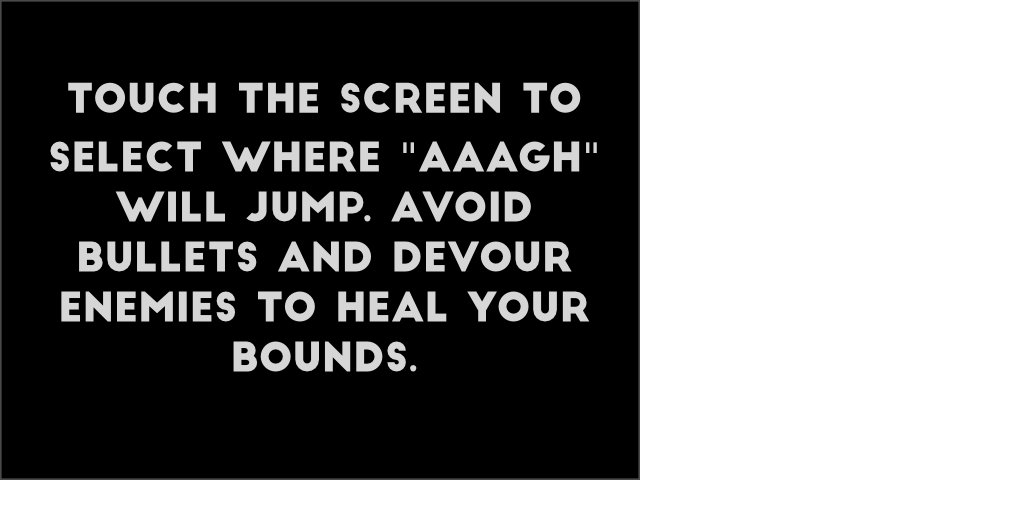 TOUCH THE SCREEN TO
SELECT WHERE "AAAGH"
WILL JUMP. AVOID
BULLETS AND DEVOUR
ENEMIES TO HEAL YOUR
BOUNDS.